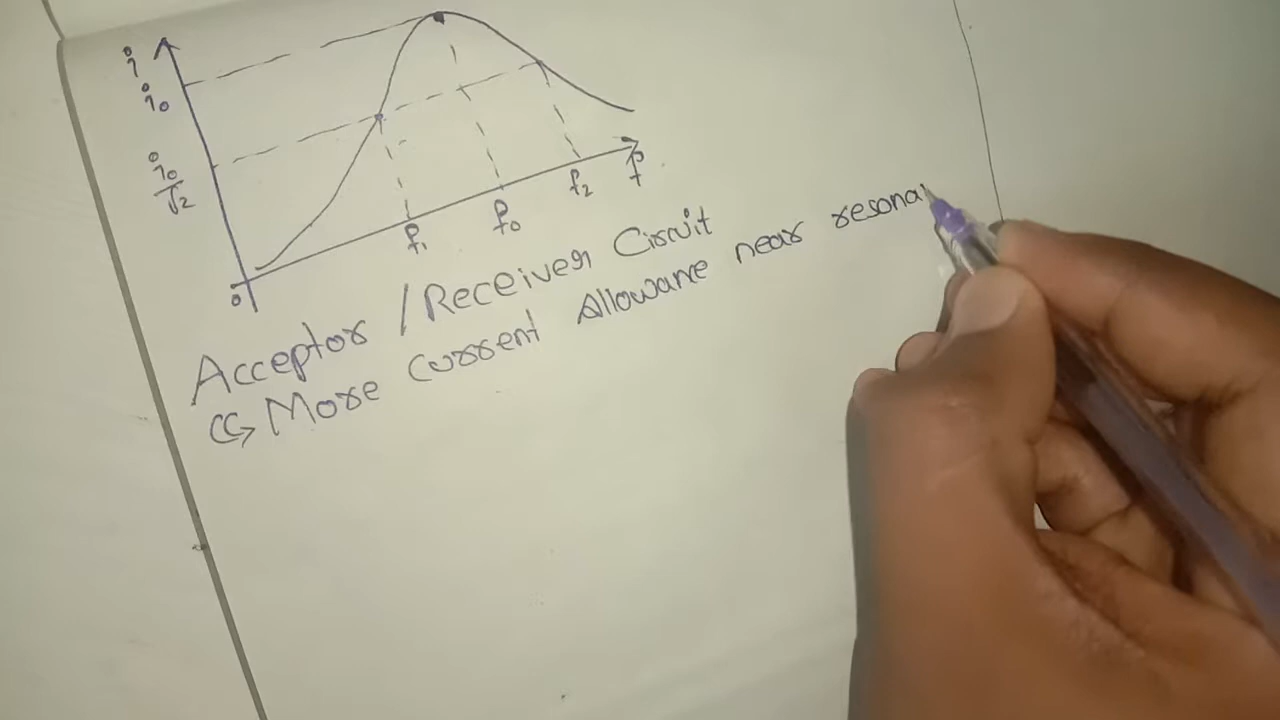 i
i₀
i₀/√2
0
f₁
f₀
f₂
f
Acceptor / Receiver Circuit
↳ More current Allowance near resona